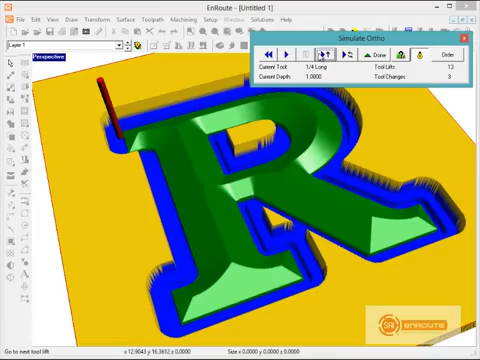 EnRoute - [Untitled 1]
File Edit View Draw Transform Surface Toolpath Machining Setup Window Solutions Help
Layer 1
Perspective
Simulate Ortho
Done
Order
Current Tool: 1/4 Long Tool Lifts: 13
Current Depth: 1.0000 Tool Changes: 3
R
SAi ENROUTE
Go to next tool lift x 12.9043 y 16.3612 z 0.0000 Size x 0.0000 y 0.0000 z 0.0000